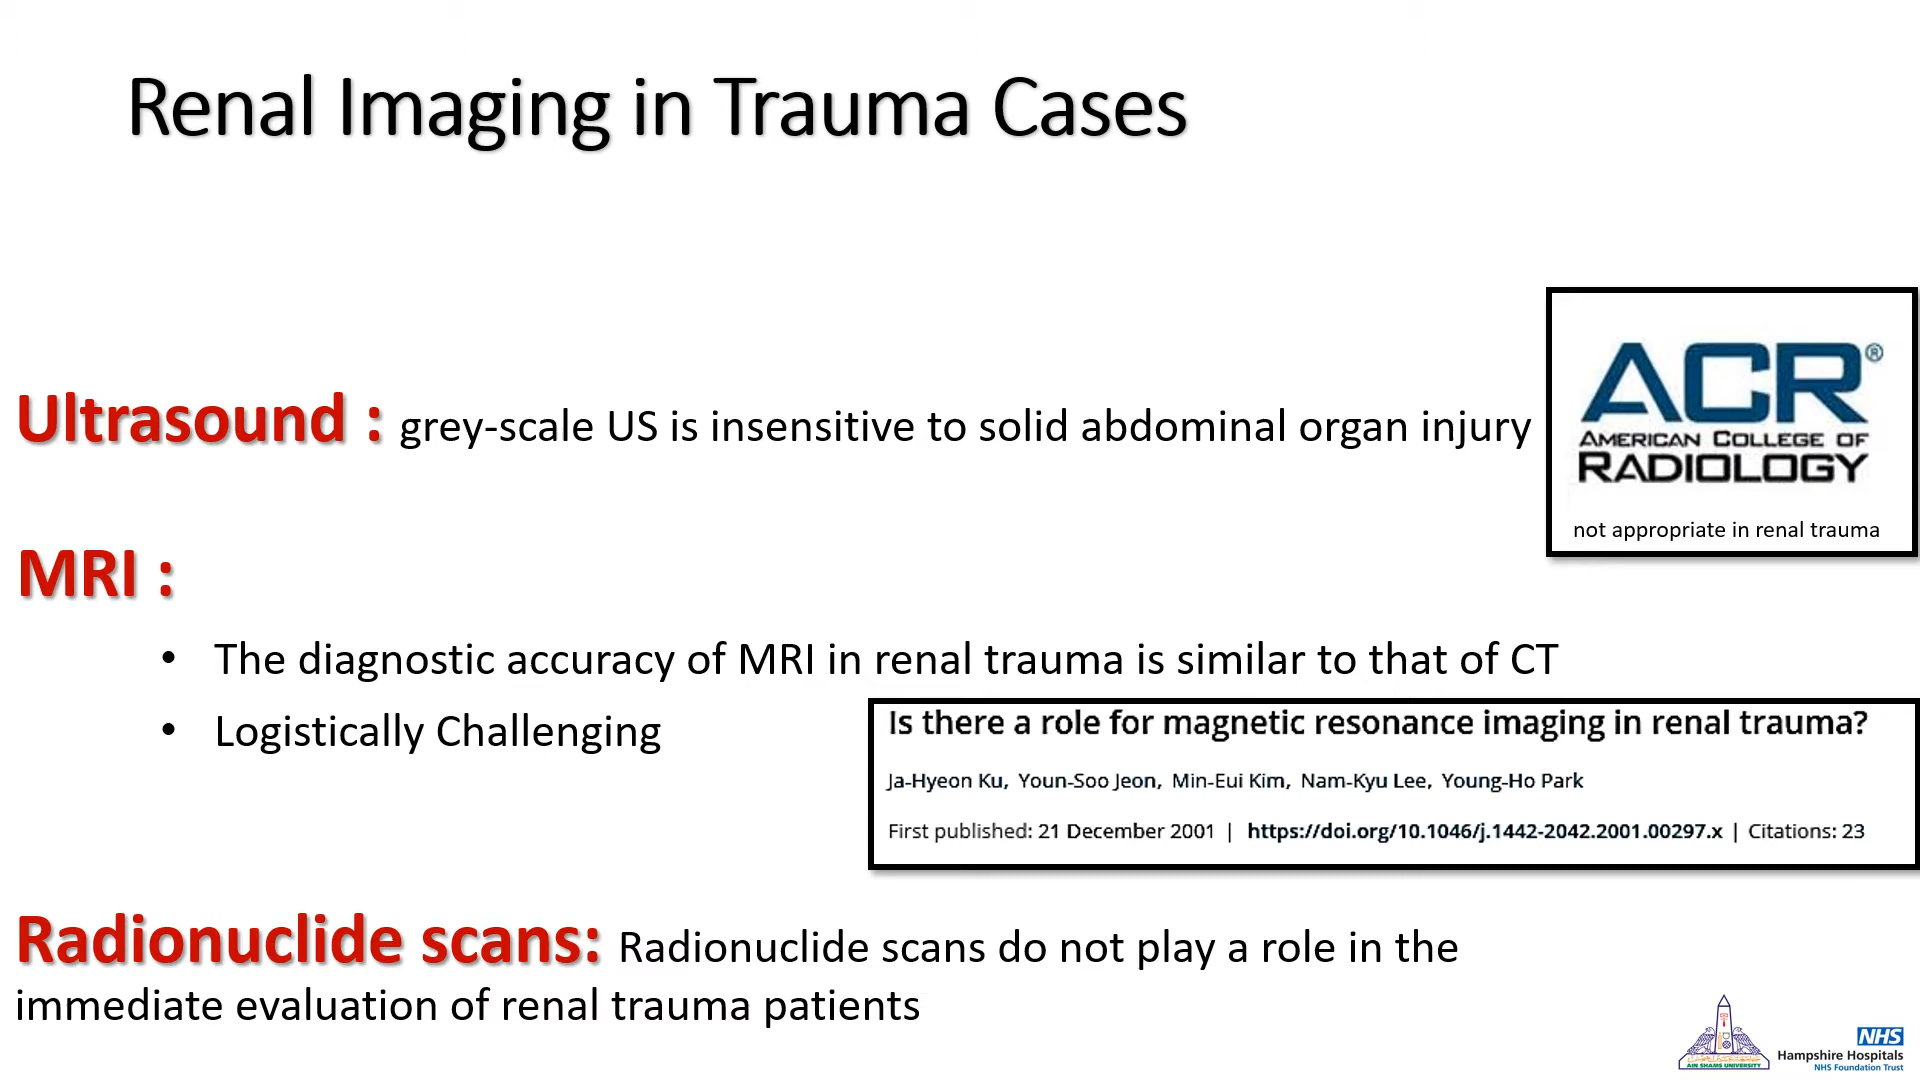 Renal Imaging in Trauma Cases
Ultrasound : grey-scale US is insensitive to solid abdominal organ injury
ACR®
AMERICAN COLLEGE OF
RADIOLOGY
not appropriate in renal trauma
MRI :
• The diagnostic accuracy of MRI in renal trauma is similar to that of CT
• Logistically Challenging
Is there a role for magnetic resonance imaging in renal trauma?
Ja-Hyeon Ku, Youn-Soo Jeon, Min-Eui Kim, Nam-Kyu Lee, Young-Ho Park
First published: 21 December 2001 | https://doi.org/10.1046/j.1442-2042.2001.00297.x | Citations: 23
Radionuclide scans: Radionuclide scans do not play a role in the
immediate evaluation of renal trauma patients
AIN SHAMS UNIVERSITY
NHS
Hampshire Hospitals
NHS Foundation Trust